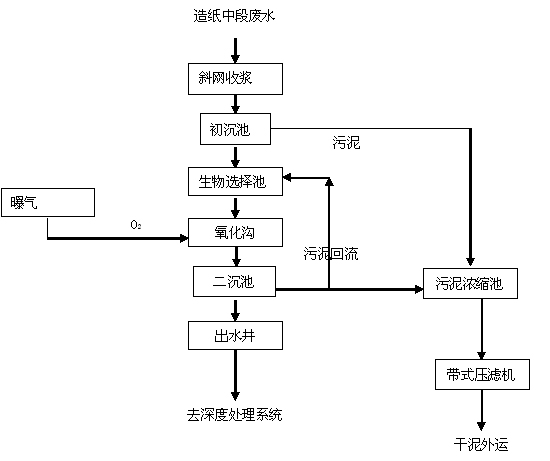 造纸中段废水
斜网收浆
初沉池
污泥
生物选择池
曝气
O₂
氧化沟
污泥回流
二沉池
污泥浓缩池
出水井
带式压滤机
去深度处理系统
干泥外运